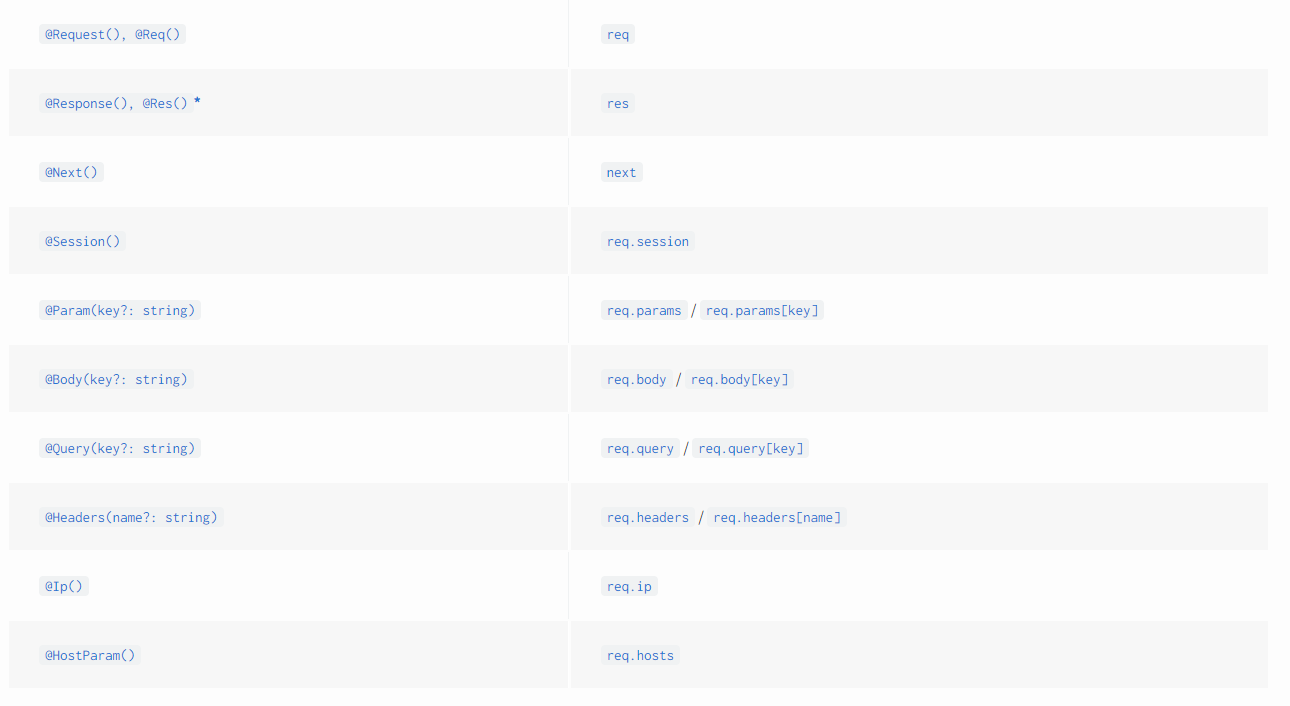 @Request(), @Req() req
@Response(), @Res() * res
@Next() next
@Session() req.session
@Param(key?: string) req.params / req.params[key]
@Body(key?: string) req.body / req.body[key]
@Query(key?: string) req.query / req.query[key]
@Headers(name?: string) req.headers / req.headers[name]
@Ip() req.ip
@HostParam() req.hosts